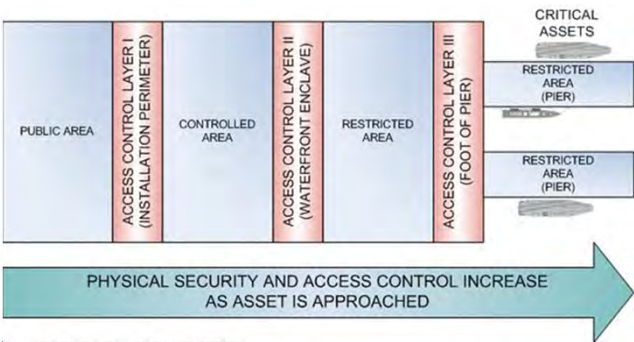 CRITICAL
ASSETS
PUBLIC AREA
ACCESS CONTROL LAYER I
(INSTALLATION PERIMETER)
CONTROLLED
AREA
ACCESS CONTROL LAYER II
(WATERFRONT ENCLAVE)
RESTRICTED
AREA
ACCESS CONTROL LAYER III
(FOOT OF PIER)
RESTRICTED
AREA
(PIER)
RESTRICTED
AREA
(PIER)
PHYSICAL SECURITY AND ACCESS CONTROL INCREASE
AS ASSET IS APPROACHED